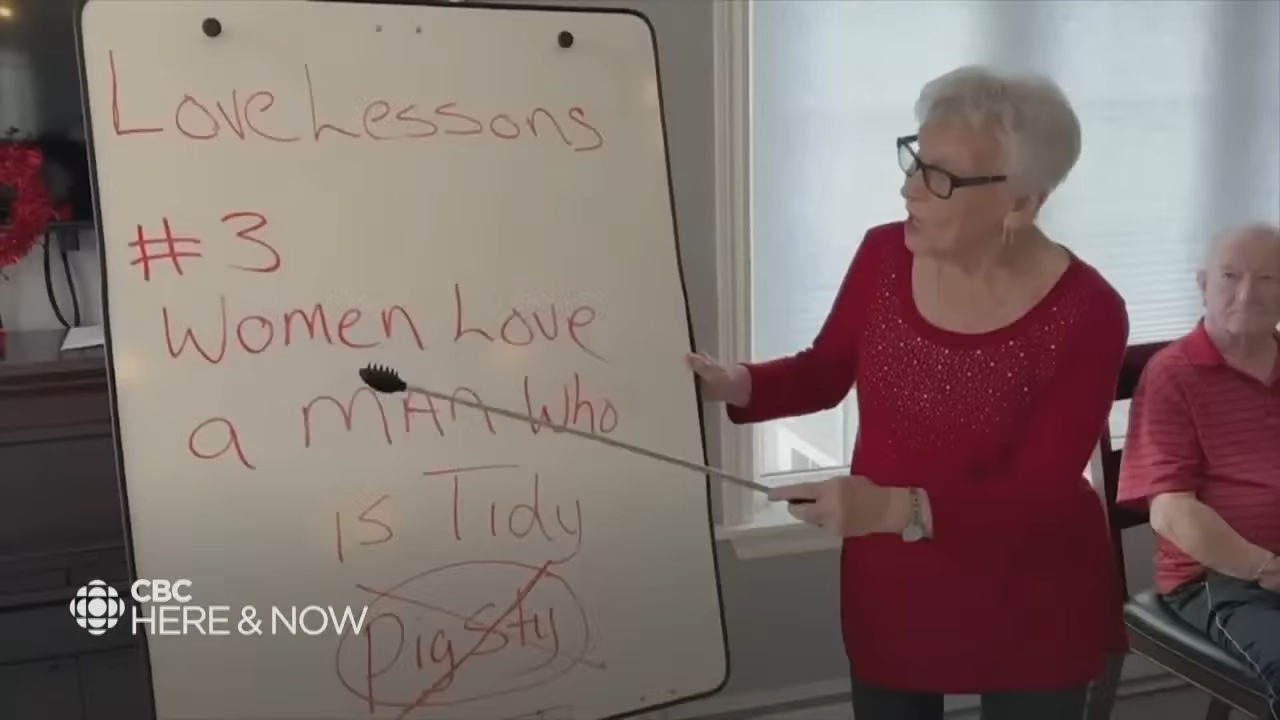 Love Lessons
#3
Women Love
a MAN Who
is Tidy
PigSty
CBC
HERE & NOW